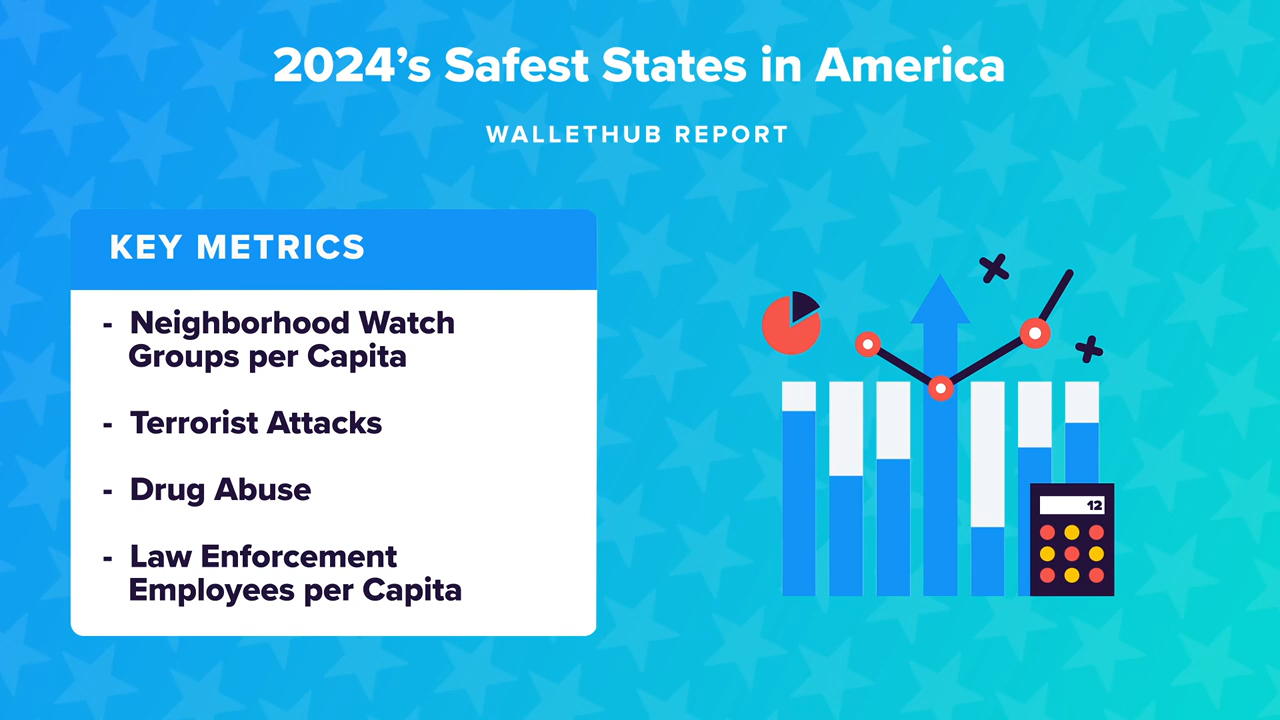 2024’s Safest States in America
WALLETHUB REPORT
KEY METRICS
- Neighborhood Watch
Groups per Capita
- Terrorist Attacks
- Drug Abuse
- Law Enforcement
Employees per Capita
12